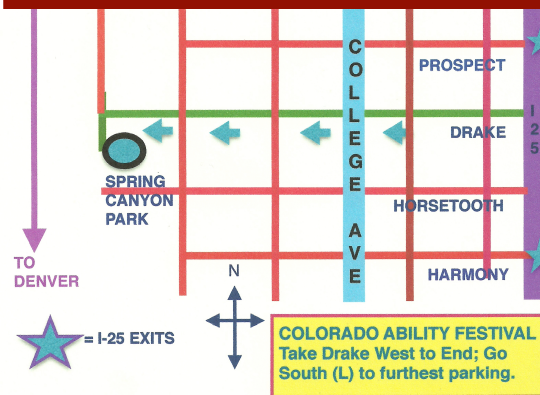 COLLEGE AVE
PROSPECT
I25
DRAKE
SPRING
CANYON
PARK
HORSETOOTH
TO
DENVER
N
HARMONY
= I-25 EXITS
COLORADO ABILITY FESTIVAL
Take Drake West to End; Go
South (L) to furthest parking.